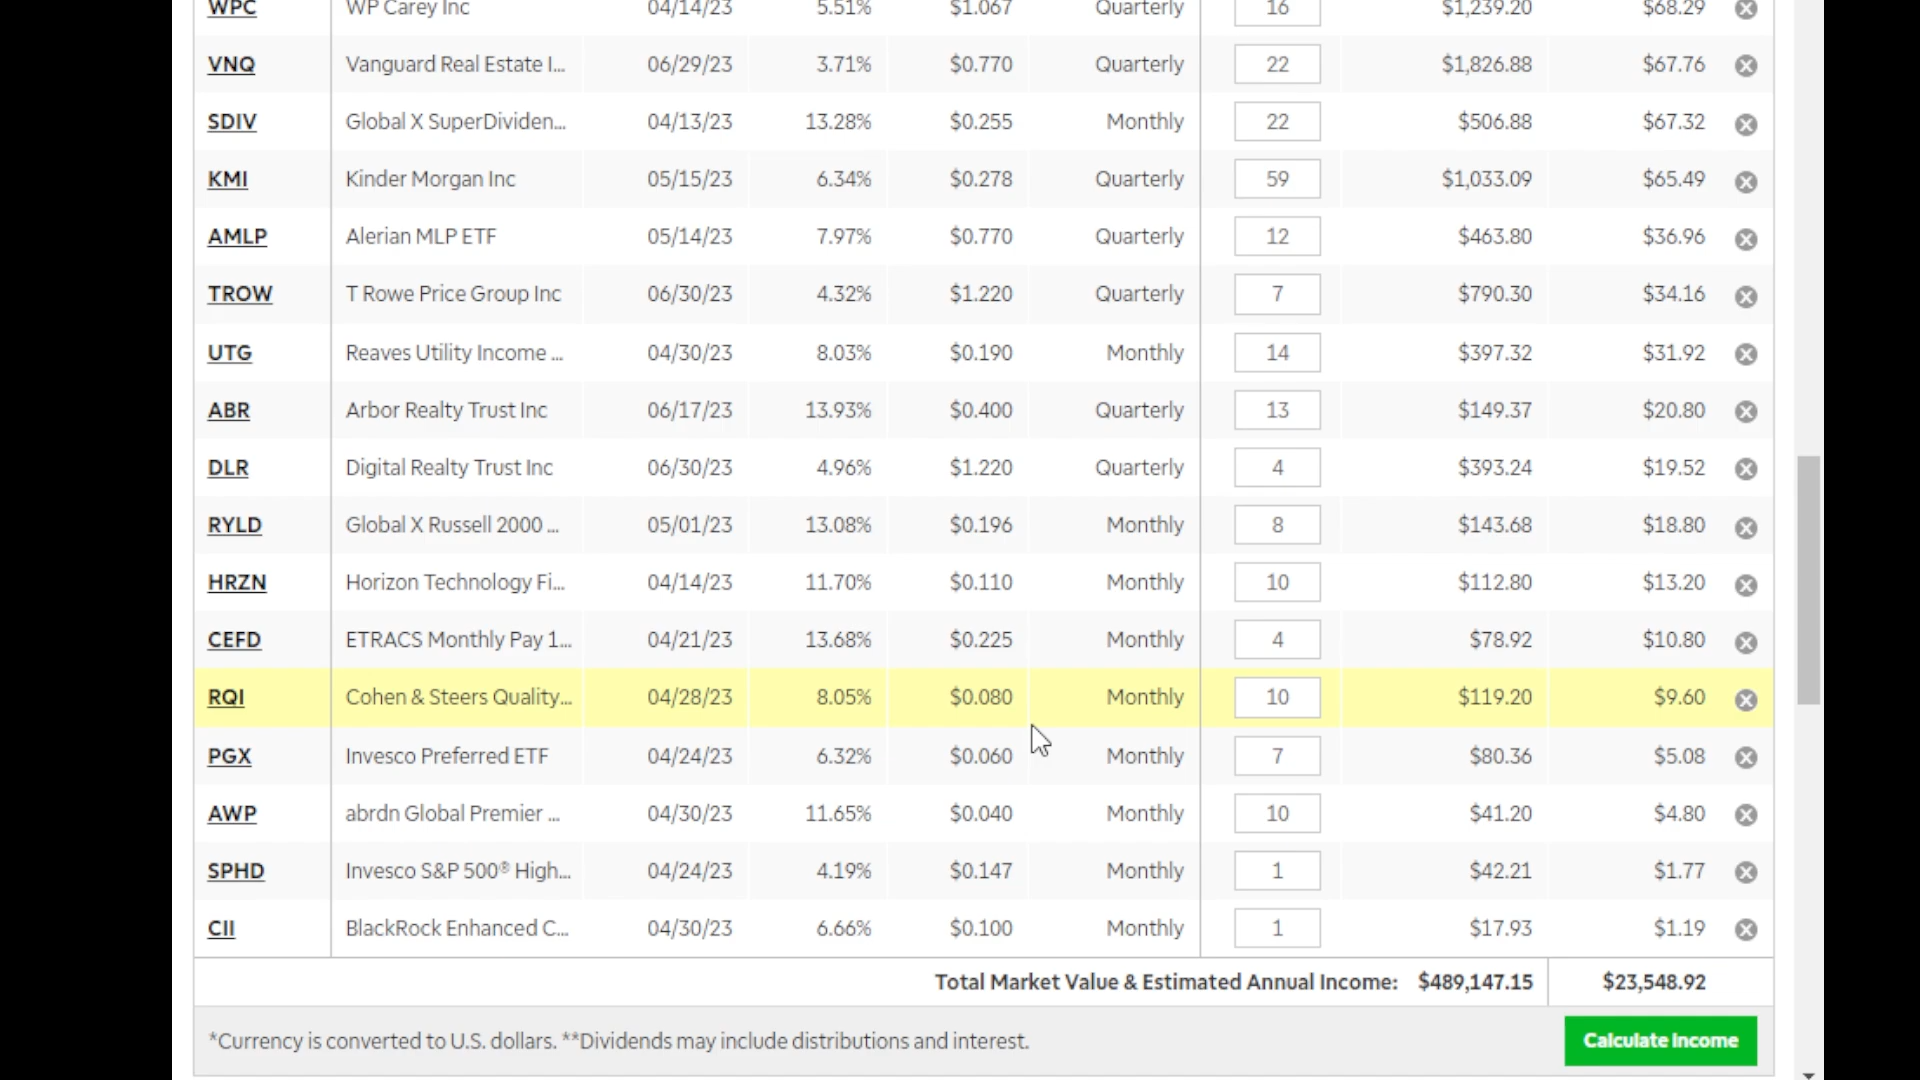 WPC WP Carey Inc 04/14/23 5.51% $1.067 Quarterly 16 $1,239.20 $68.29
VNQ Vanguard Real Estate I... 06/29/23 3.71% $0.770 Quarterly 22 $1,826.88 $67.76
SDIV Global X SuperDividen... 04/13/23 13.28% $0.255 Monthly 22 $506.88 $67.32
KMI Kinder Morgan Inc 05/15/23 6.34% $0.278 Quarterly 59 $1,033.09 $65.49
AMLP Alerian MLP ETF 05/14/23 7.97% $0.770 Quarterly 12 $463.80 $36.96
TROW T Rowe Price Group Inc 06/30/23 4.32% $1.220 Quarterly 7 $790.30 $34.16
UTG Reaves Utility Income ... 04/30/23 8.03% $0.190 Monthly 14 $397.32 $31.92
ABR Arbor Realty Trust Inc 06/17/23 13.93% $0.400 Quarterly 13 $149.37 $20.80
DLR Digital Realty Trust Inc 06/30/23 4.96% $1.220 Quarterly 4 $393.24 $19.52
RYLD Global X Russell 2000 ... 05/01/23 13.08% $0.196 Monthly 8 $143.68 $18.80
HRZN Horizon Technology Fi... 04/14/23 11.70% $0.110 Monthly 10 $112.80 $13.20
CEFD ETRACS Monthly Pay 1... 04/21/23 13.68% $0.225 Monthly 4 $78.92 $10.80
RQI Cohen & Steers Quality... 04/28/23 8.05% $0.080 Monthly 10 $119.20 $9.60
PGX Invesco Preferred ETF 04/24/23 6.32% $0.060 Monthly 7 $80.36 $5.08
AWP abrdn Global Premier ... 04/30/23 11.65% $0.040 Monthly 10 $41.20 $4.80
SPHD Invesco S&P 500® High... 04/24/23 4.19% $0.147 Monthly 1 $42.21 $1.77
CII BlackRock Enhanced C... 04/30/23 6.66% $0.100 Monthly 1 $17.93 $1.19
Total Market Value & Estimated Annual Income: $489,147.15 $23,548.92
*Currency is converted to U.S. dollars. **Dividends may include distributions and interest. Calculate Income